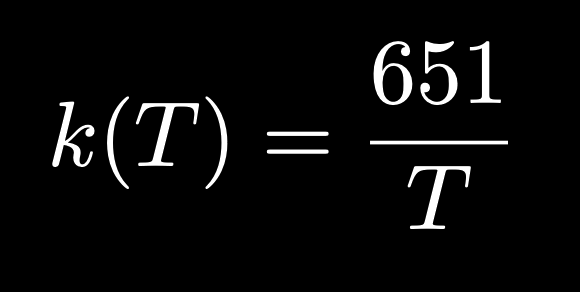 k(T) = 651/T